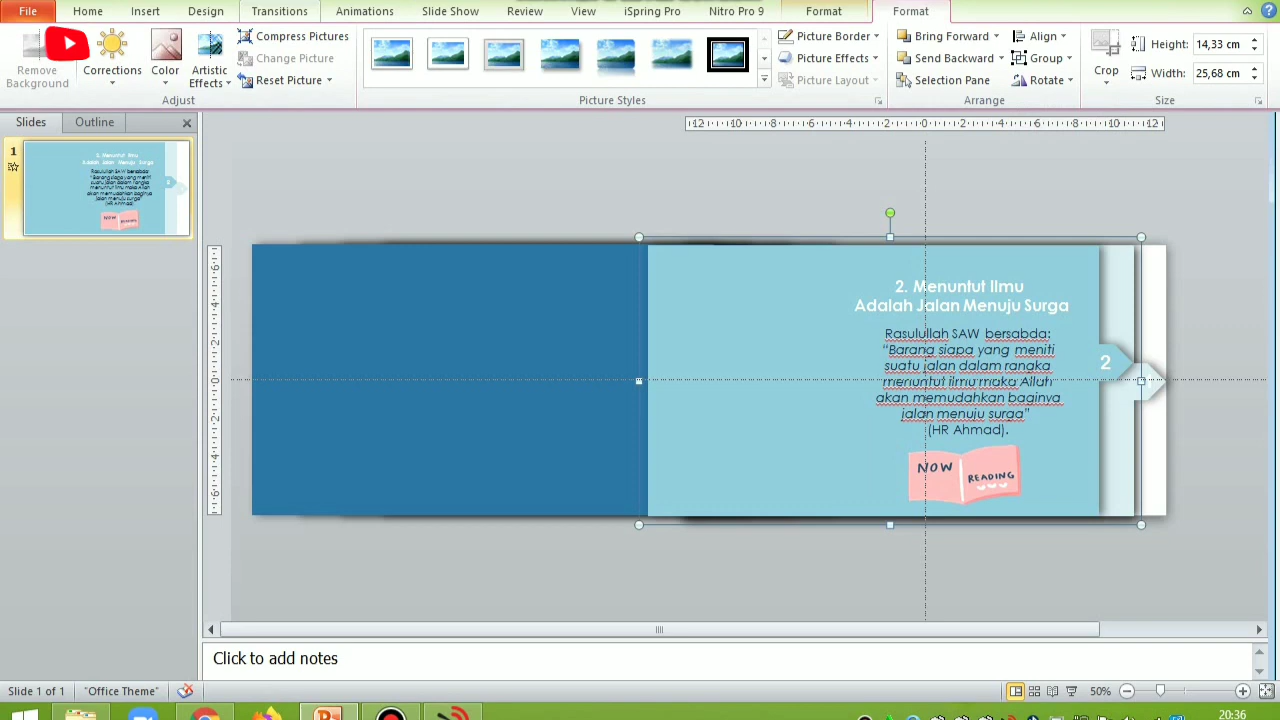 File Home Insert Design Transitions Animations Slide Show Review View iSpring Pro Nitro Pro 9 Format Format
Remove Background
Corrections
Color
Artistic Effects
Compress Pictures
Change Picture
Reset Picture
Adjust
Picture Styles
Picture Border
Picture Effects
Picture Layout
Bring Forward
Send Backward
Selection Pane
Align
Group
Rotate
Arrange
Crop
Height: 14,33 cm
Width: 25,68 cm
Size
Slides Outline
1
2. Menuntut Ilmu
Adalah Jalan Menuju Surga
Rasulullah SAW bersabda:
“Barang siapa yang meniti
suatu jalan dalam rangka
menuntut ilmu maka Allah
akan memudahkan baginya
jalan menuju surga”
(HR Ahmad).
NOW READING
2
Click to add notes
Slide 1 of 1 "Office Theme" 50%
20:36